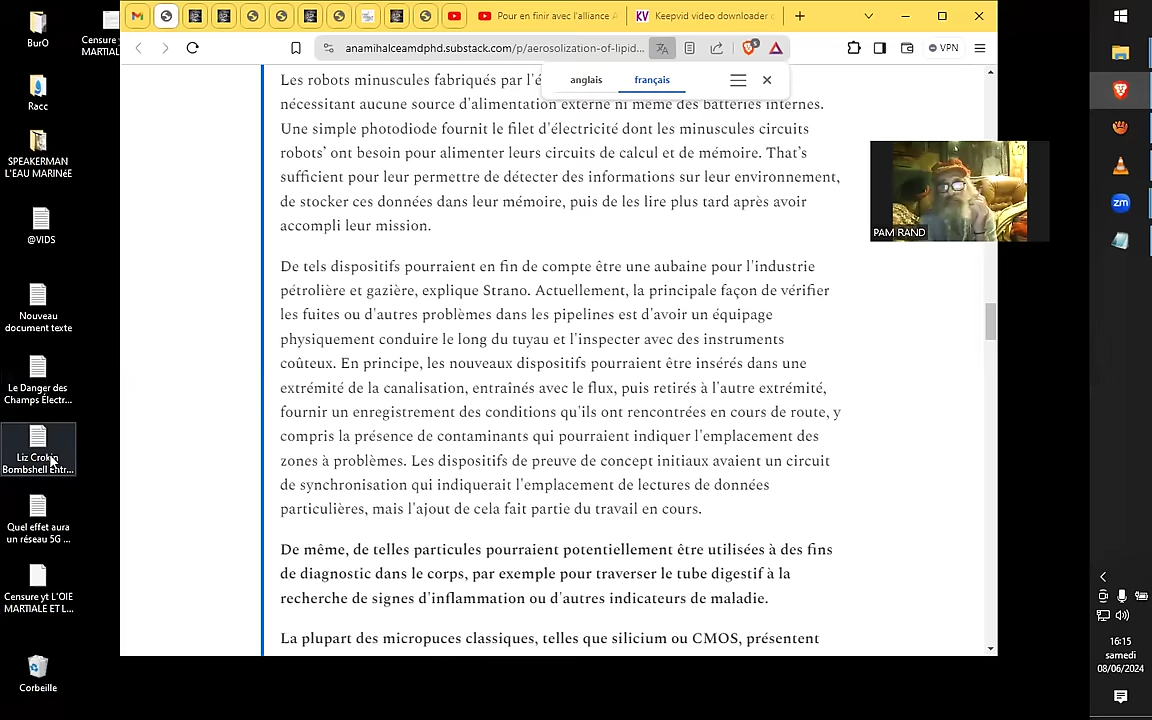 Pour en finir avec l'alliance A
KV Keepvid video downloader
anamihalceamdphd.substack.com/p/aerosolization-of-lipid...
VPN
anglais
français
Les robots minuscules fabriqués par l'é
nécessitant aucune source d'alimentation externe ni même des batteries internes.
Une simple photodiode fournit le filet d'électricité dont les minuscules circuits
robots' ont besoin pour alimenter leurs circuits de calcul et de mémoire. That's
sufficient pour leur permettre de détecter des informations sur leur environnement,
de stocker ces données dans leur mémoire, puis de les lire plus tard après avoir
accompli leur mission.
De tels dispositifs pourraient en fin de compte être une aubaine pour l'industrie
pétrolière et gazière, explique Strano. Actuellement, la principale façon de vérifier
les fuites ou d'autres problèmes dans les pipelines est d'avoir un équipage
physiquement conduire le long du tuyau et l'inspecter avec des instruments
coûteux. En principe, les nouveaux dispositifs pourraient être insérés dans une
extrémité de la canalisation, entraînés avec le flux, puis retirés à l'autre extrémité,
fournir un enregistrement des conditions qu'ils ont rencontrées en cours de route, y
compris la présence de contaminants qui pourraient indiquer l'emplacement des
zones à problèmes. Les dispositifs de preuve de concept initiaux avaient un circuit
de synchronisation qui indiquerait l'emplacement de lectures de données
particulières, mais l'ajout de cela fait partie du travail en cours.
De même, de telles particules pourraient potentiellement être utilisées à des fins
de diagnostic dans le corps, par exemple pour traverser le tube digestif à la
recherche de signes d'inflammation ou d'autres indicateurs de maladie.
La plupart des micropuces classiques, telles que silicium ou CMOS, présentent
PAM RAND
BurO
Censure yt
MARTIALE
Racc
SPEAKERMAN
L'EAU MARINéE
@VIDS
Nouveau
document texte
Le Danger des
Champs Électr...
Liz Crokin
Bombshell Entr...
Quel effet aura
un réseau 5G ...
Censure yt L'OIE
MARTIALE ET L...
Corbeille
zm
16:15
samedi
08/06/2024